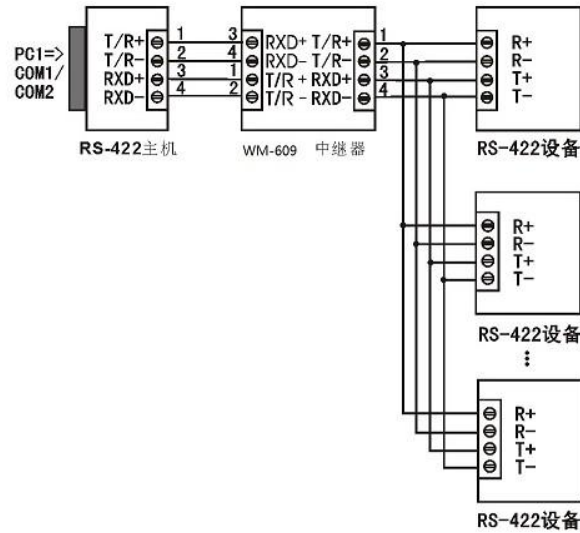 PC1=>
COM1/
COM2
T/R+ 1
T/R- 2
RXD+ 3
RXD- 4
RS-422主机
3 RXD+ T/R+ 1
4 RXD- T/R- 2
1 T/R+ RXD+ 3
2 T/R- RXD- 4
WM-609 中继器
R+
R-
T+
T-
RS-422设备
R+
R-
T+
T-
RS-422设备
⋮
R+
R-
T+
T-
RS-422设备